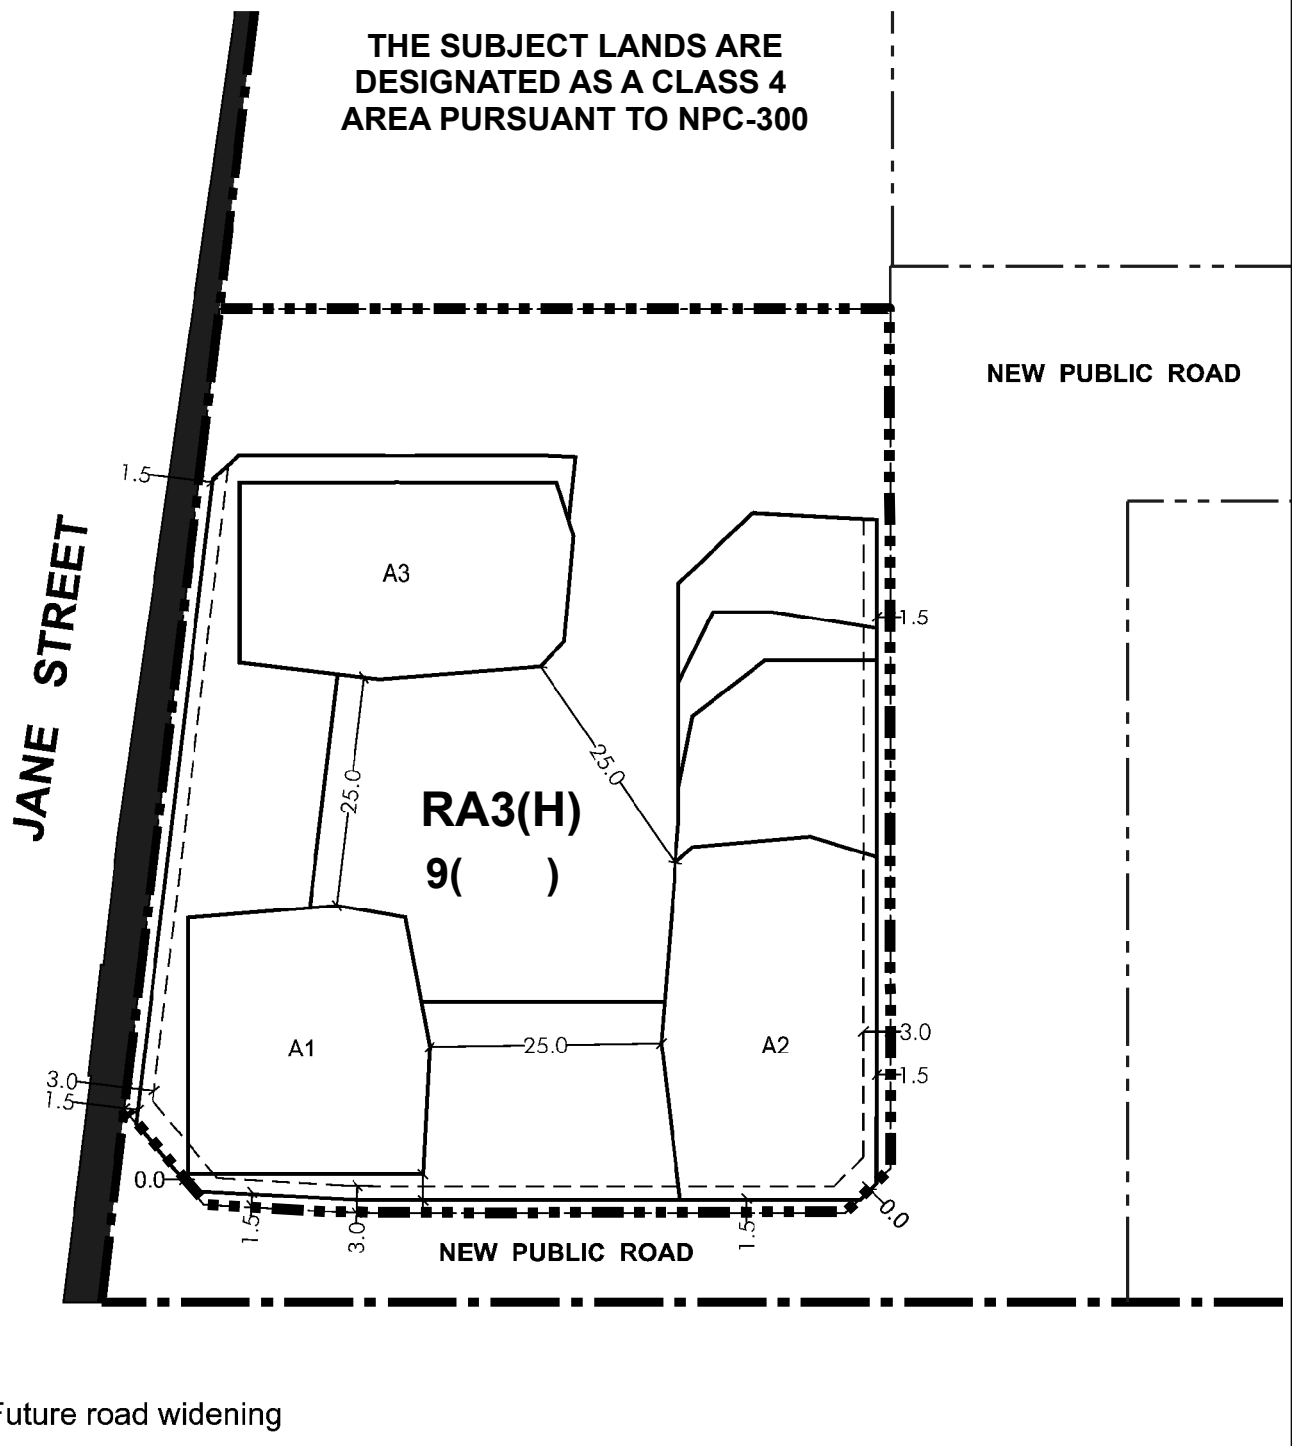 THE SUBJECT LANDS ARE
DESIGNATED AS A CLASS 4
AREA PURSUANT TO NPC-300
NEW PUBLIC ROAD
1.5
JANE STREET
A3
1.5
25.0
25.0
RA3(H)
9( )
A1
25.0
A2
3.0
1.5
3.0
1.5
0.0
1.5
3.0
1.5
0.0
NEW PUBLIC ROAD
Future road widening